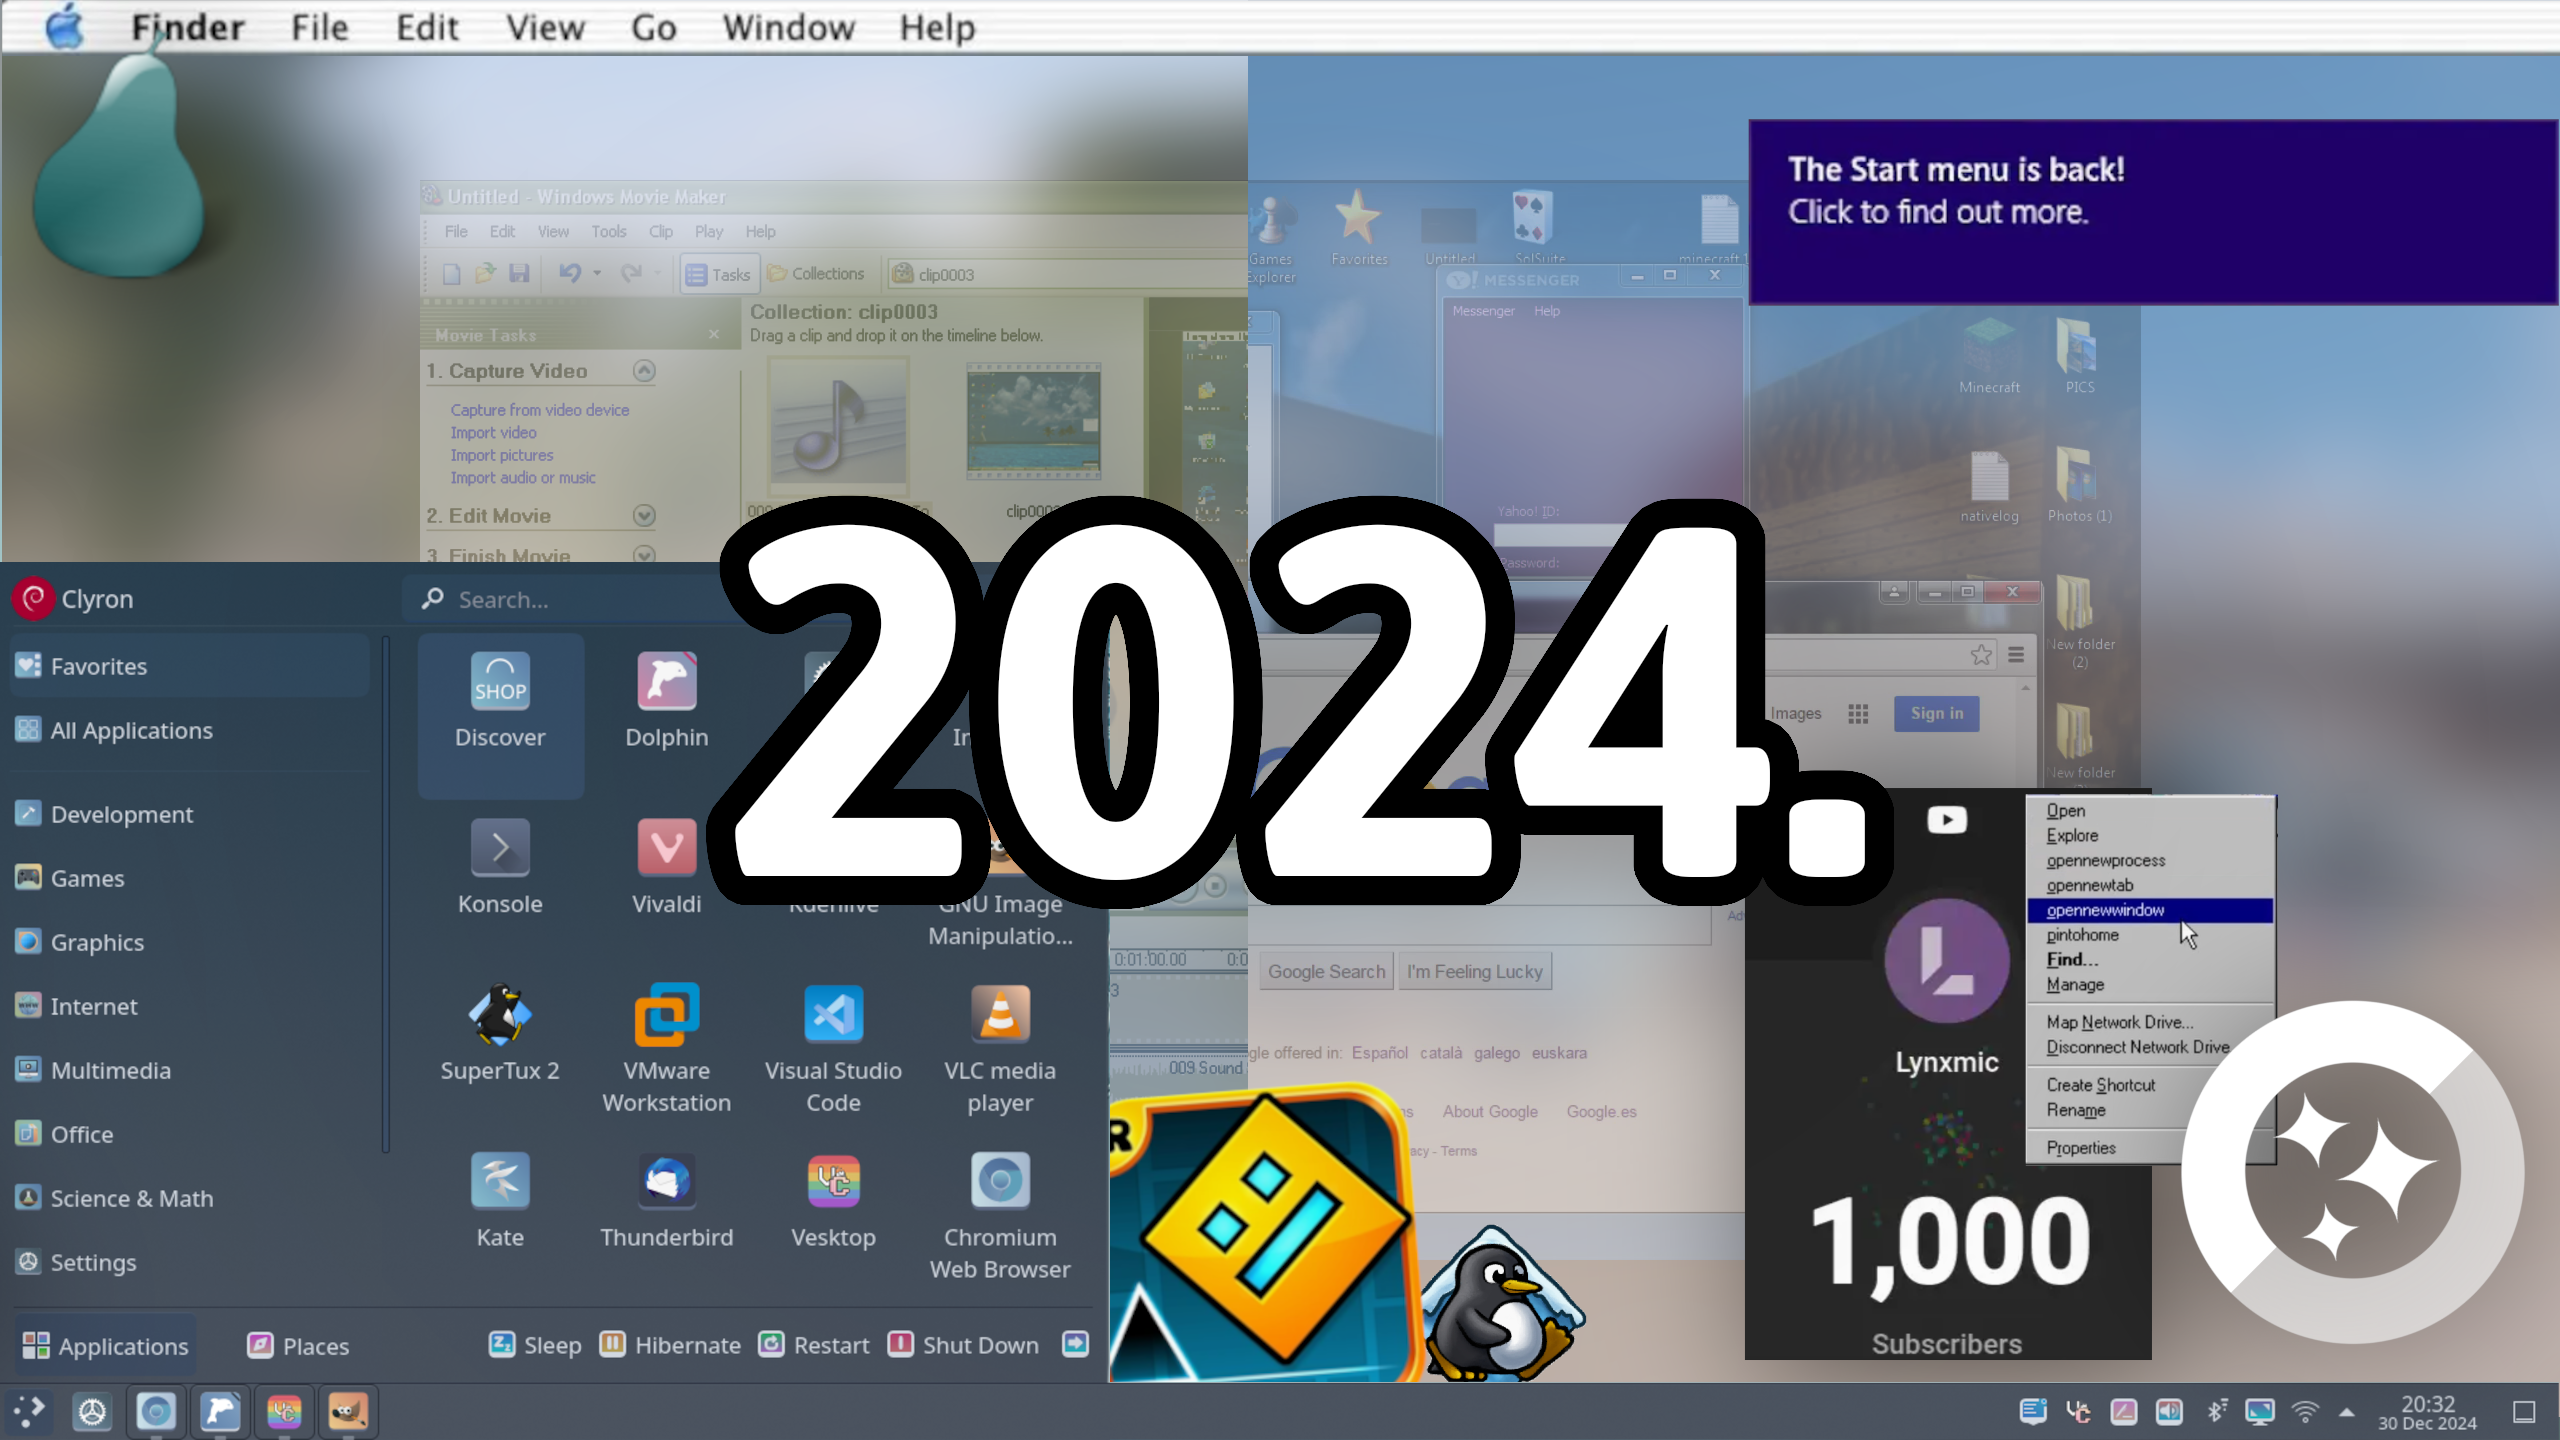 Finder File Edit View Go Window Help
The Start menu is back!
Click to find out more.
Untitled - Windows Movie Maker
File Edit View Tools Clip Play Help
Tasks Collections clip0003
Movie Tasks
Collection: clip0003
Drag a clip and drop it on the timeline below.
1. Capture Video
Capture from video device
Import video
Import pictures
Import audio or music
2. Edit Movie
3. Finish Movie
Games Explorer
Favorites
Untitled
SolSuite
minecraft
MESSENGER
Messenger Help
Yahoo! ID:
Password:
Minecraft
PICS
nativelog
Photos (1)
New folder (2)
New folder
2024.
Clyron
Search...
Favorites
All Applications
Development
Games
Graphics
Internet
Multimedia
Office
Science & Math
Settings
SHOP
Discover
Dolphin
Konsole
Vivaldi
Kdenlive
GNU Image
Manipulatio...
SuperTux 2
VMware
Workstation
Visual Studio
Code
VLC media
player
Kate
Thunderbird
Vesktop
Chromium
Web Browser
Applications Places Sleep Hibernate Restart Shut Down
Images Sign in
Google Search I'm Feeling Lucky
offered in: Español català galego euskara
About Google Google.es
Terms
0:01:00.00
009 Sound
Lynxmic
1,000
Subscribers
Open
Explore
opennewprocess
opennewtab
opennewwindow
pintohome
Find...
Manage
Map Network Drive...
Disconnect Network Drive
Create Shortcut
Rename
Properties
20:32
30 Dec 2024